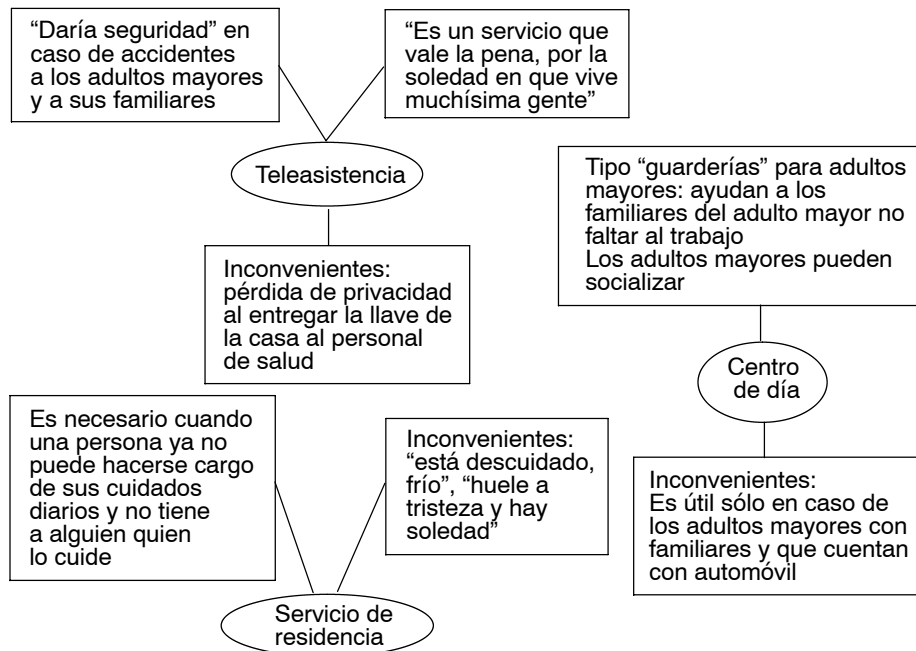 “Daría seguridad” en
caso de accidentes
a los adultos mayores
y a sus familiares
“Es un servicio que
vale la pena, por la
soledad en que vive
muchísima gente”
Teleasistencia
Inconvenientes:
pérdida de privacidad
al entregar la llave de
la casa al personal
de salud
Tipo “guarderías” para adultos
mayores: ayudan a los
familiares del adulto mayor no
faltar al trabajo
Los adultos mayores pueden
socializar
Centro
de día
Inconvenientes:
Es útil sólo en caso de
los adultos mayores con
familiares y que cuentan
con automóvil
Es necesario cuando
una persona ya no
puede hacerse cargo
de sus cuidados
diarios y no tiene
a alguien quien
lo cuide
Inconvenientes:
“está descuidado,
frío”, “huele a
tristeza y hay
soledad”
Servicio de
residencia